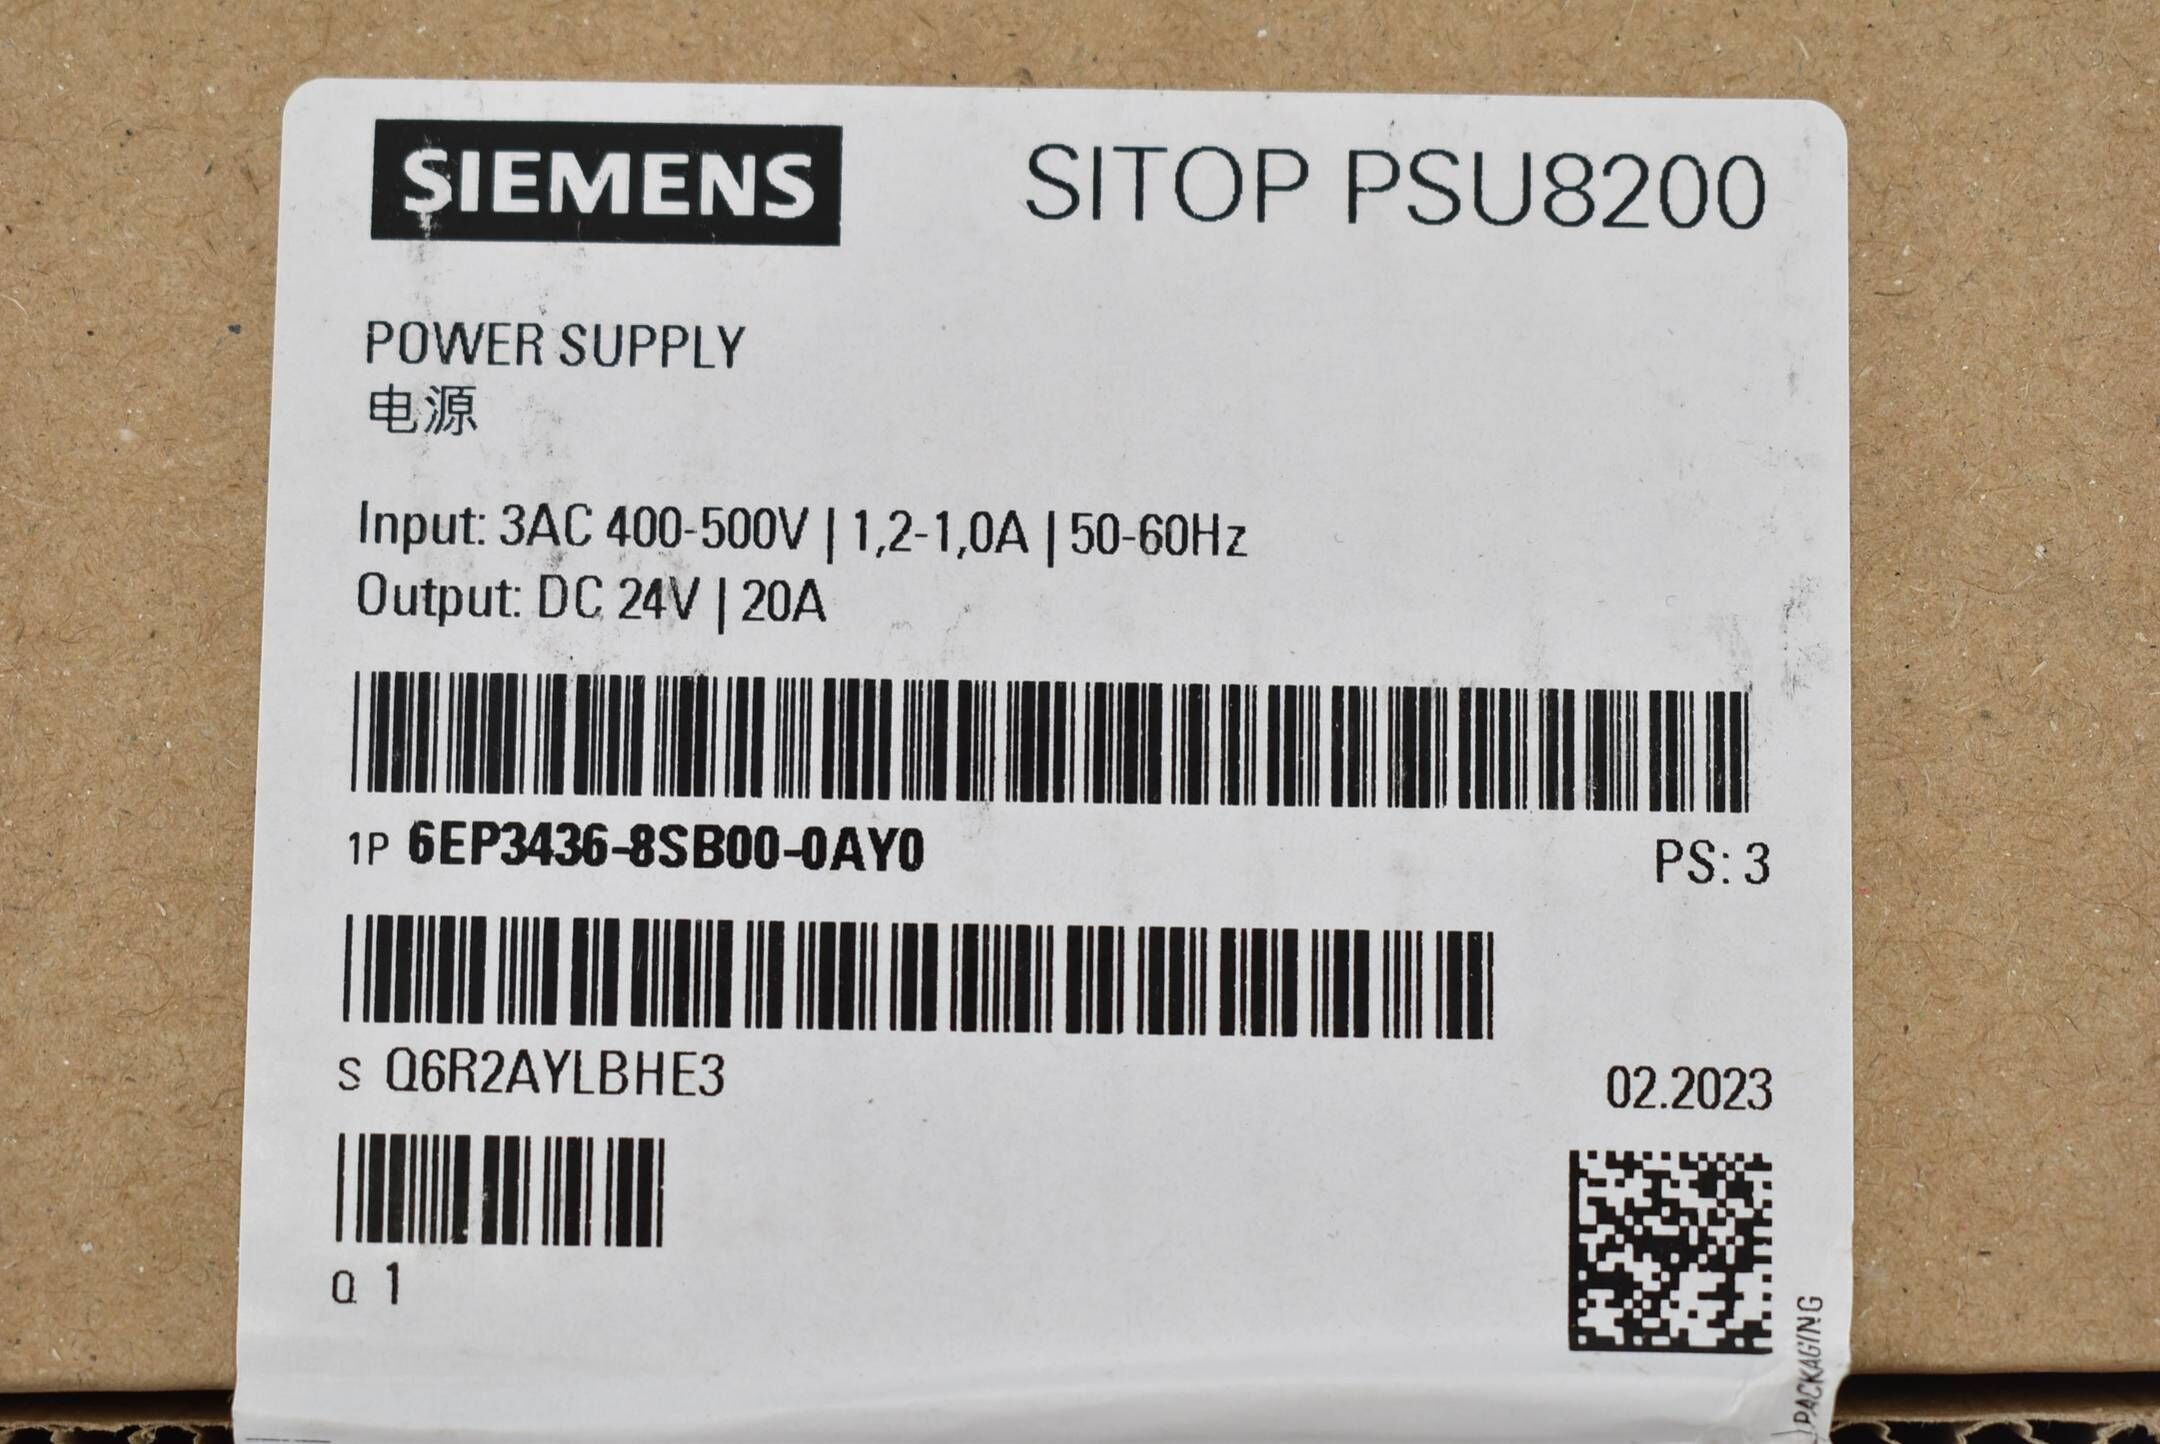 SIEMENS
SITOP PSU8200
POWER SUPPLY
电源
Input: 3AC 400-500V | 1,2-1,0A | 50-60Hz
Output: DC 24V | 20A
1P 6EP3436-8SB00-0AY0
PS: 3
S Q6R2AYLBHE3
02.2023
Q 1
PACKAGING